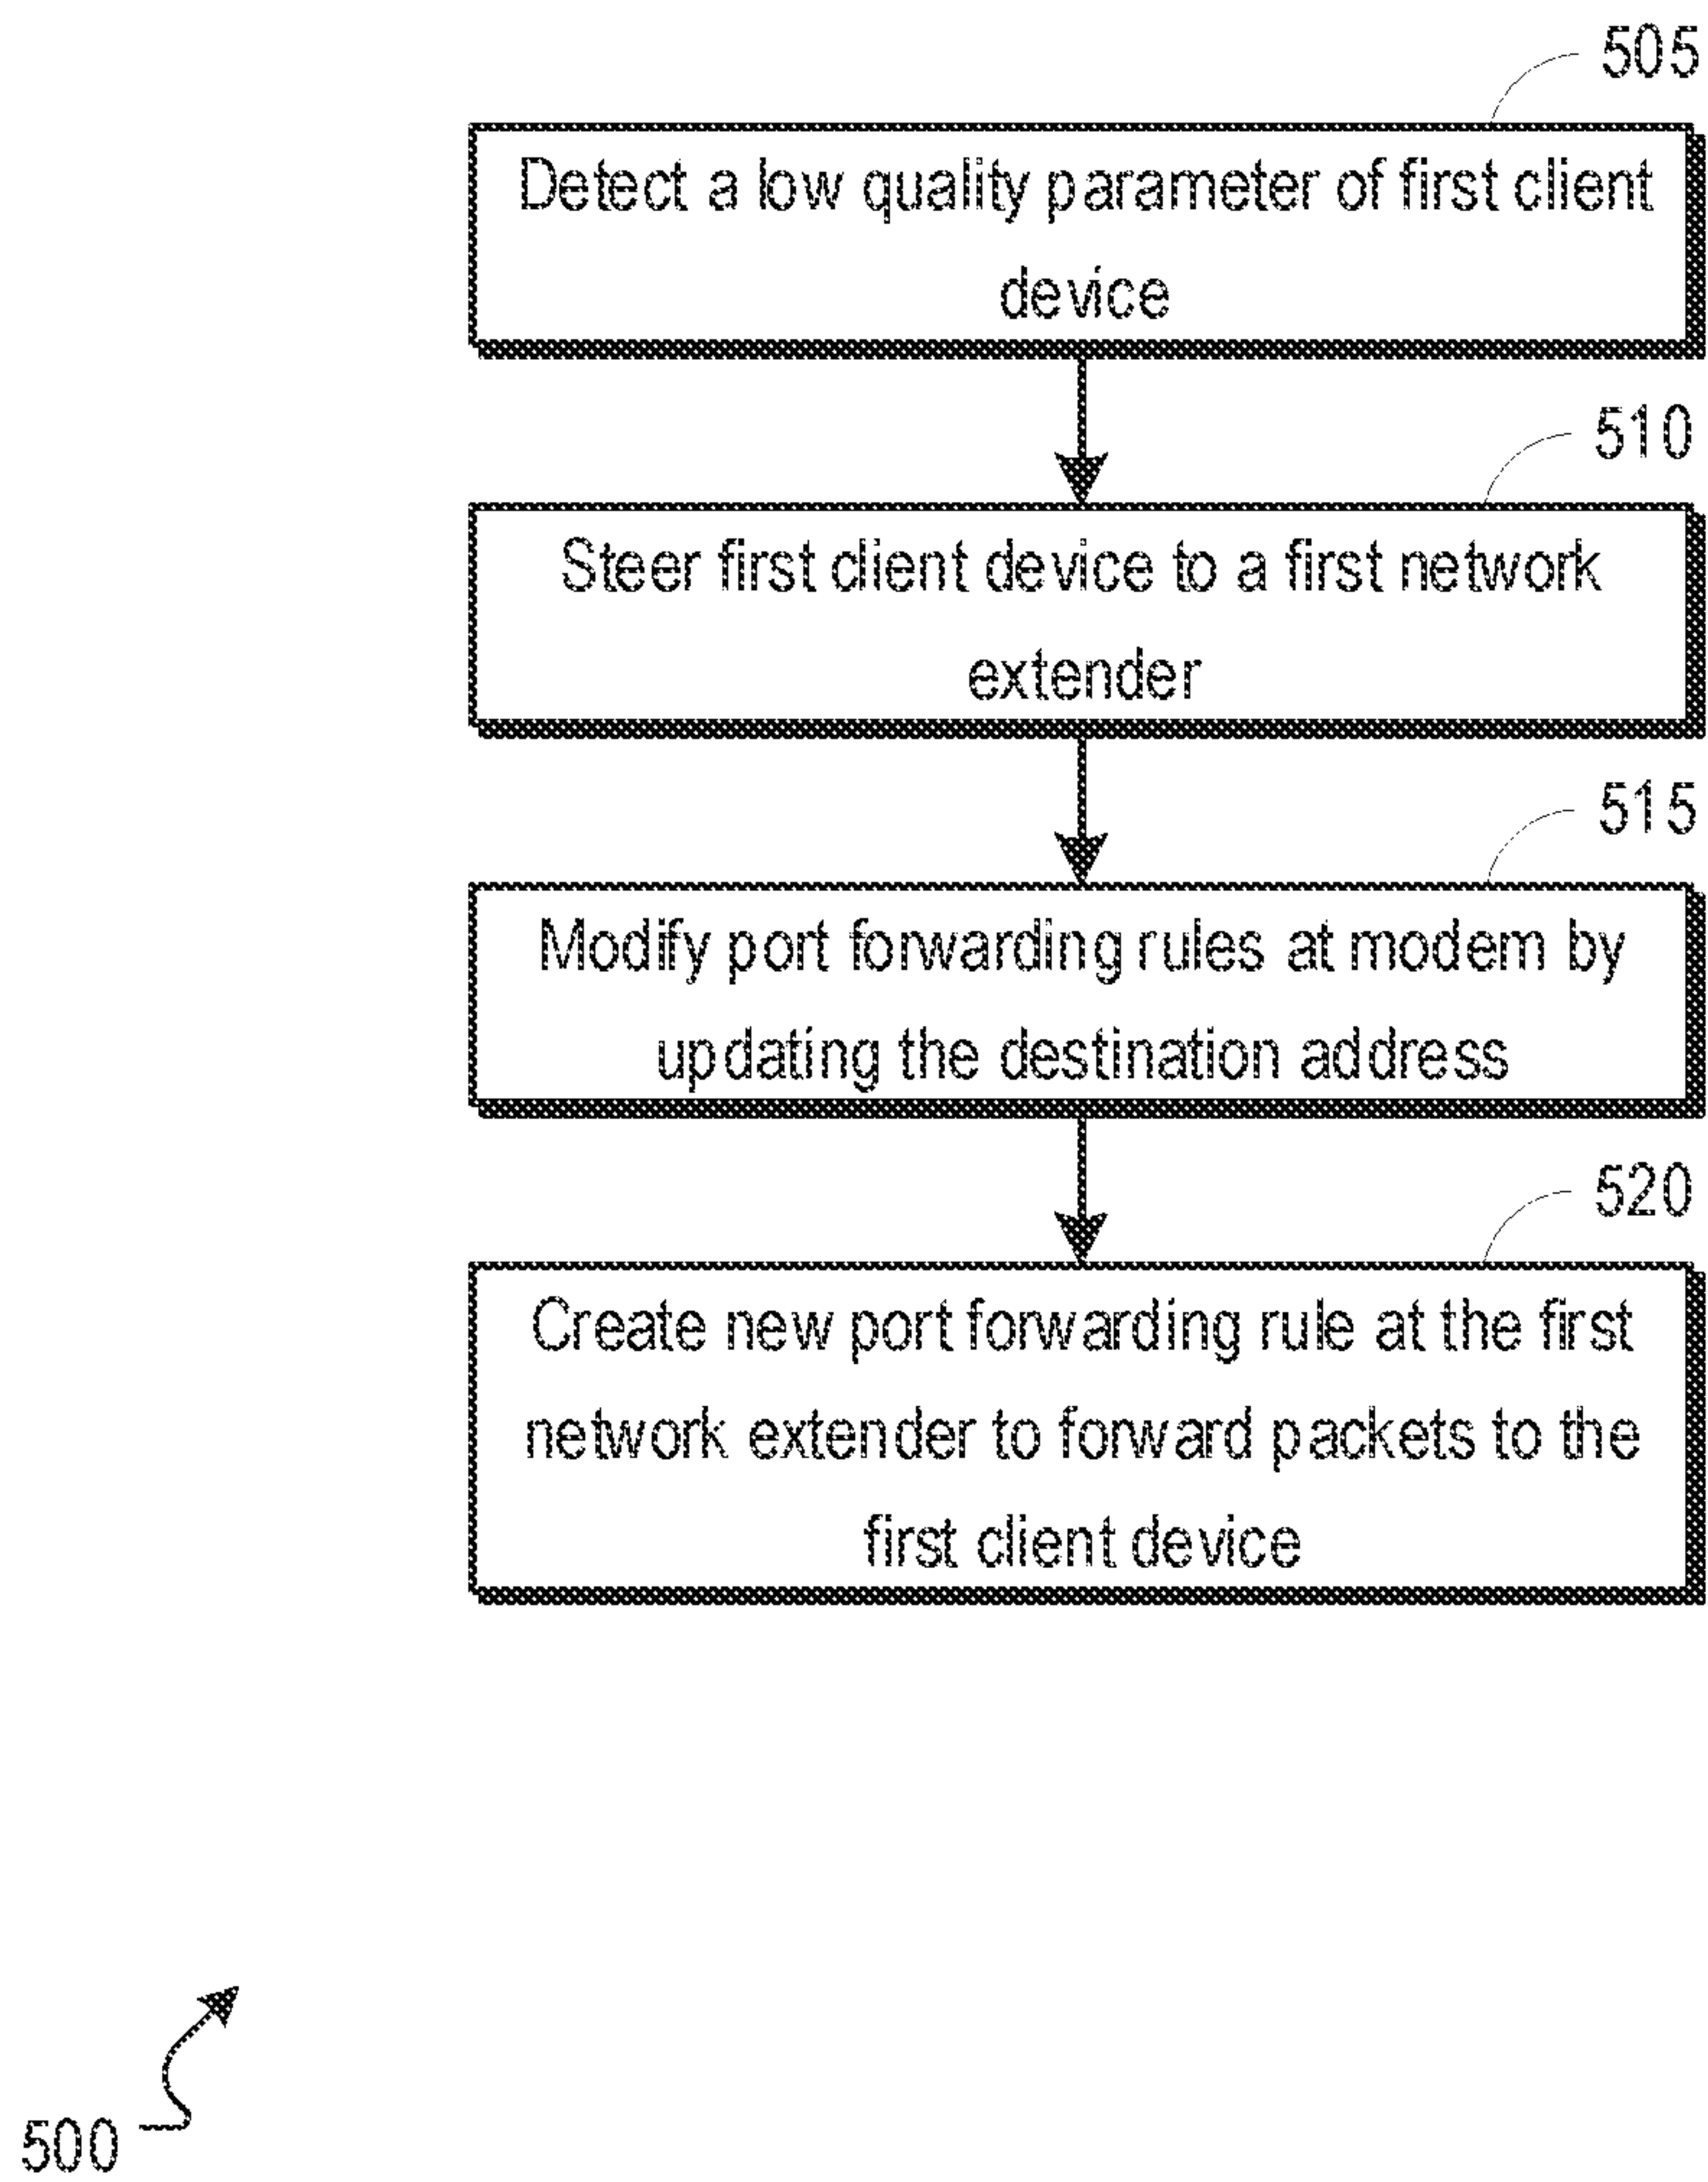 505
Detect a low quality parameter of first client
device
510
Steer first client device to a first network
extender
515
Modify port forwarding rules at modem by
updating the destination address
520
Create new port forwarding rule at the first
network extender to forward packets to the
first client device
500